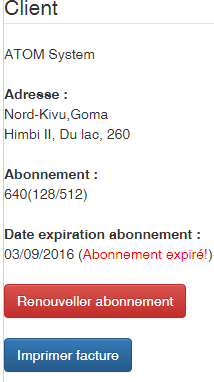 Client
ATOM System
Adresse :
Nord-Kivu,Goma
Himbi II, Du lac, 260
Abonnement :
640(128/512)
Date expiration abonnement :
03/09/2016 (Abonnement expiré!)
Renouveller abonnement
Imprimer facture